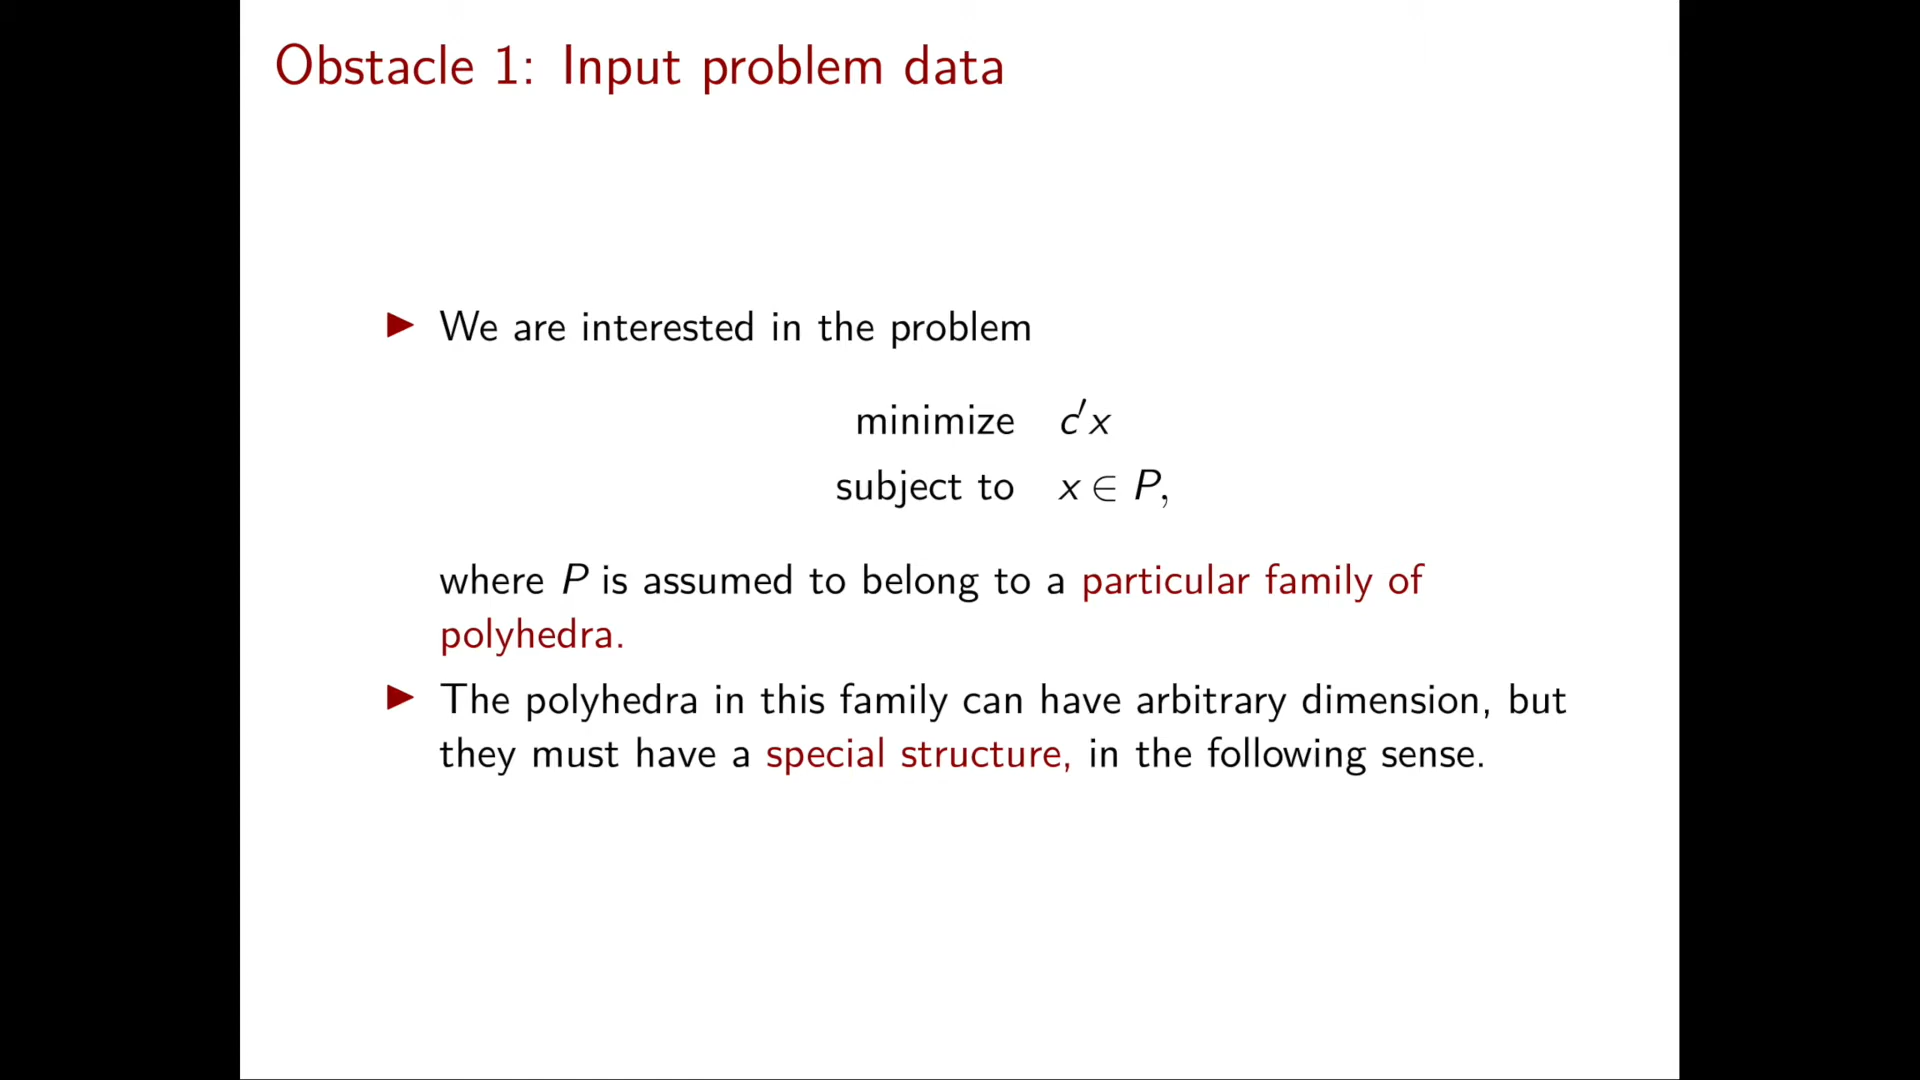 Obstacle 1: Input problem data
▶ We are interested in the problem
minimize c′x
subject to x ∈ P,
where P is assumed to belong to a particular family of
polyhedra.
▶ The polyhedra in this family can have arbitrary dimension, but
they must have a special structure, in the following sense.